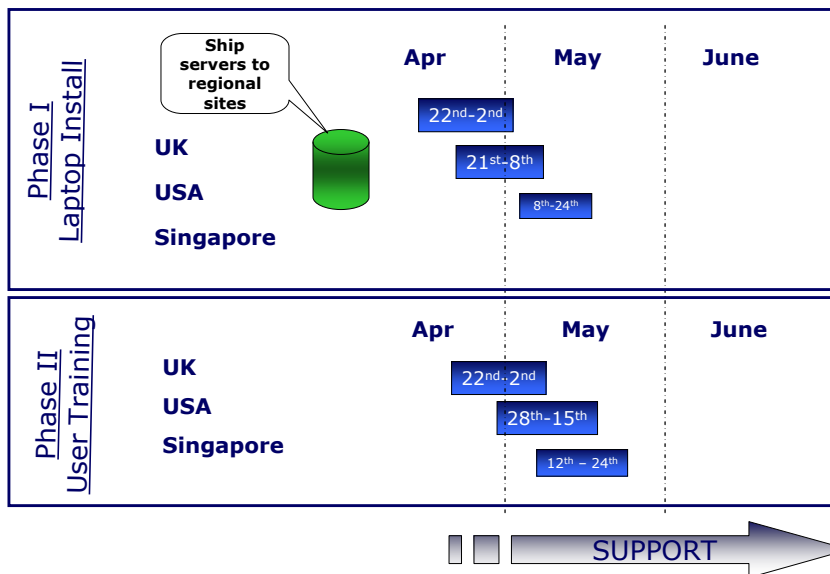 Phase I
Laptop Install
Ship
servers to
regional
sites
Apr May June
22nd-2nd
UK
21st-8th
USA
8th-24th
Singapore
Phase II
User Training
Apr May June
UK
22nd..2nd
USA
28th-15th
Singapore
12th – 24th
SUPPORT